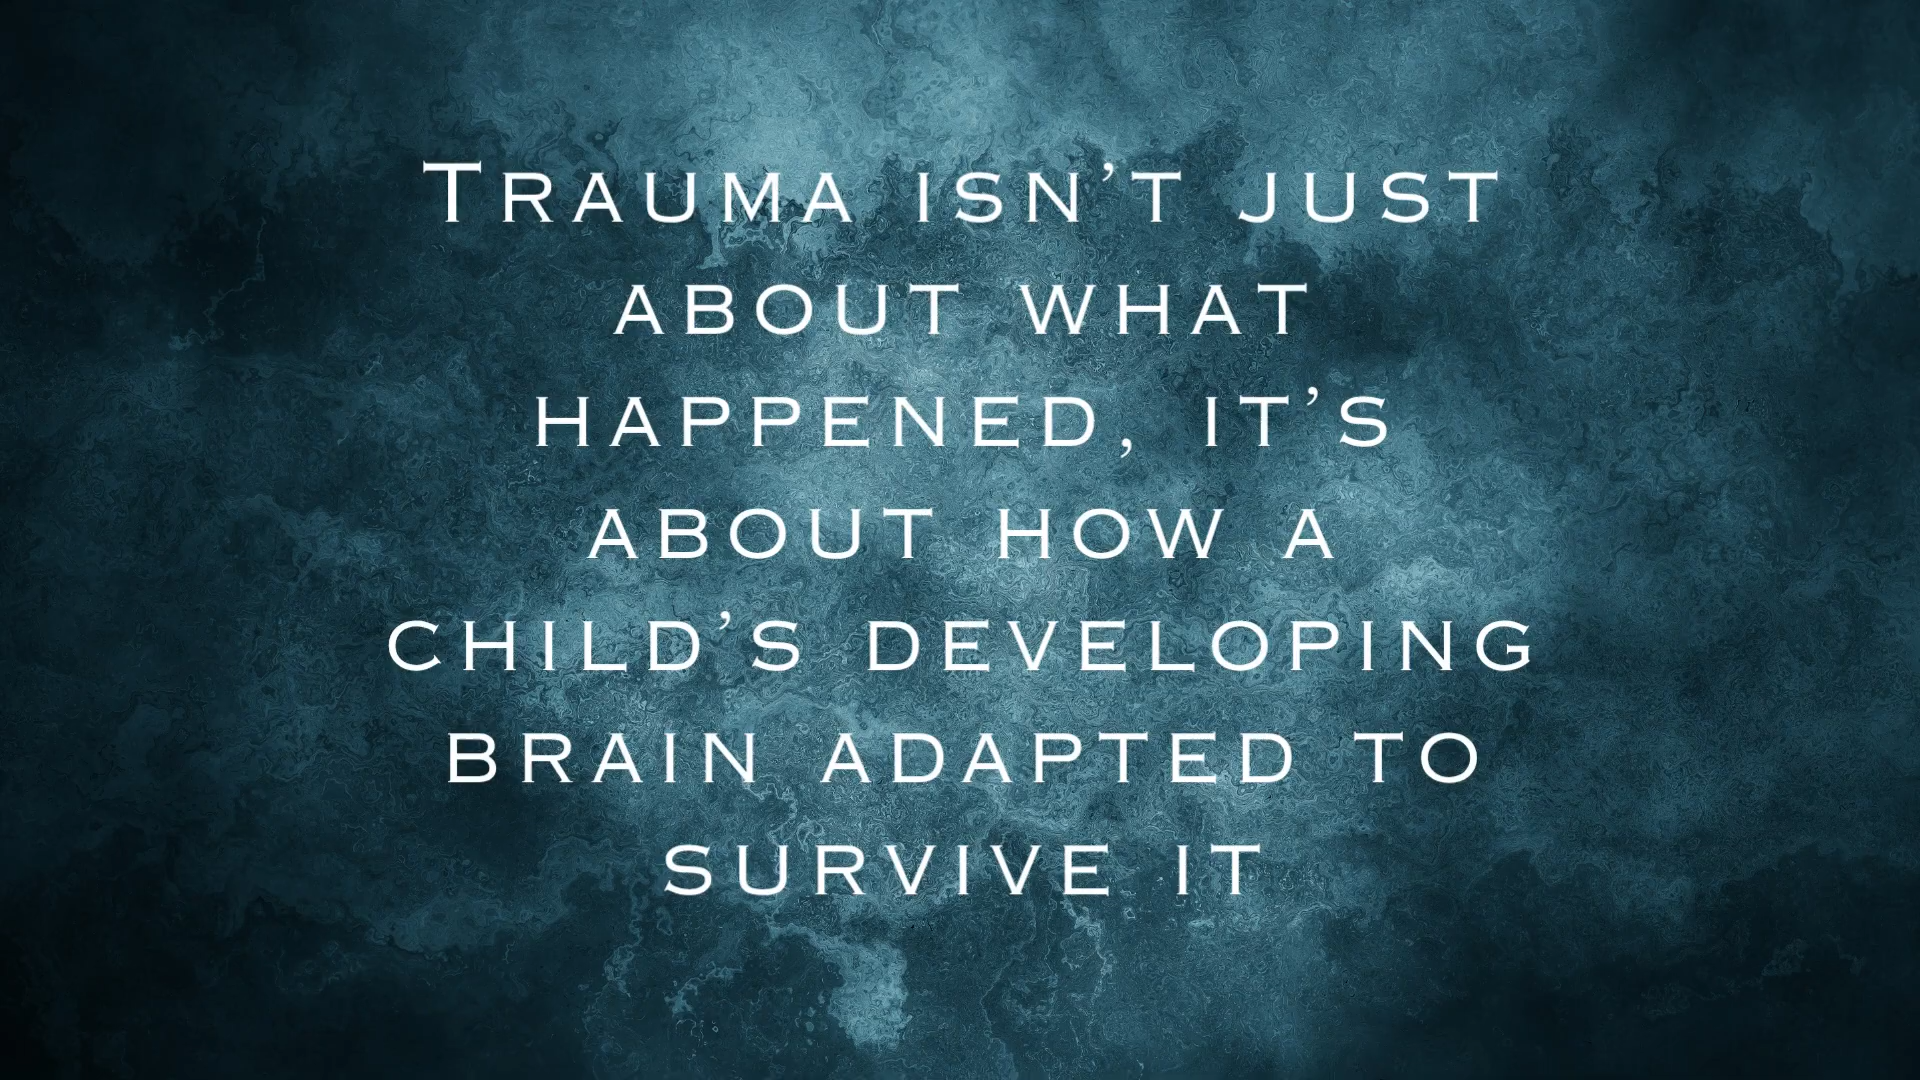 Trauma isn’t just
about what
happened, it’s
about how a
child’s developing
brain adapted to
survive it